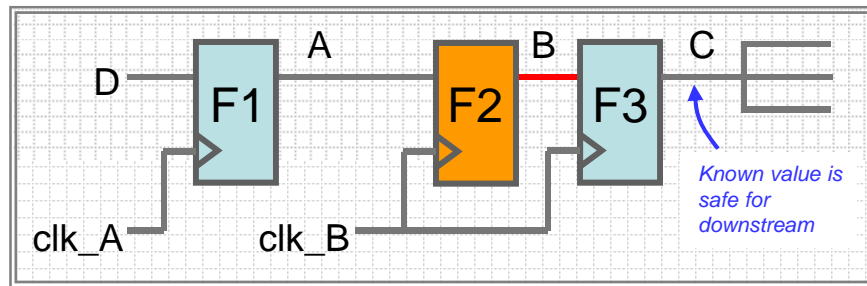 A
B
C
D
F1
F2
F3
Known value is
safe for
downstream
clk_A
clk_B